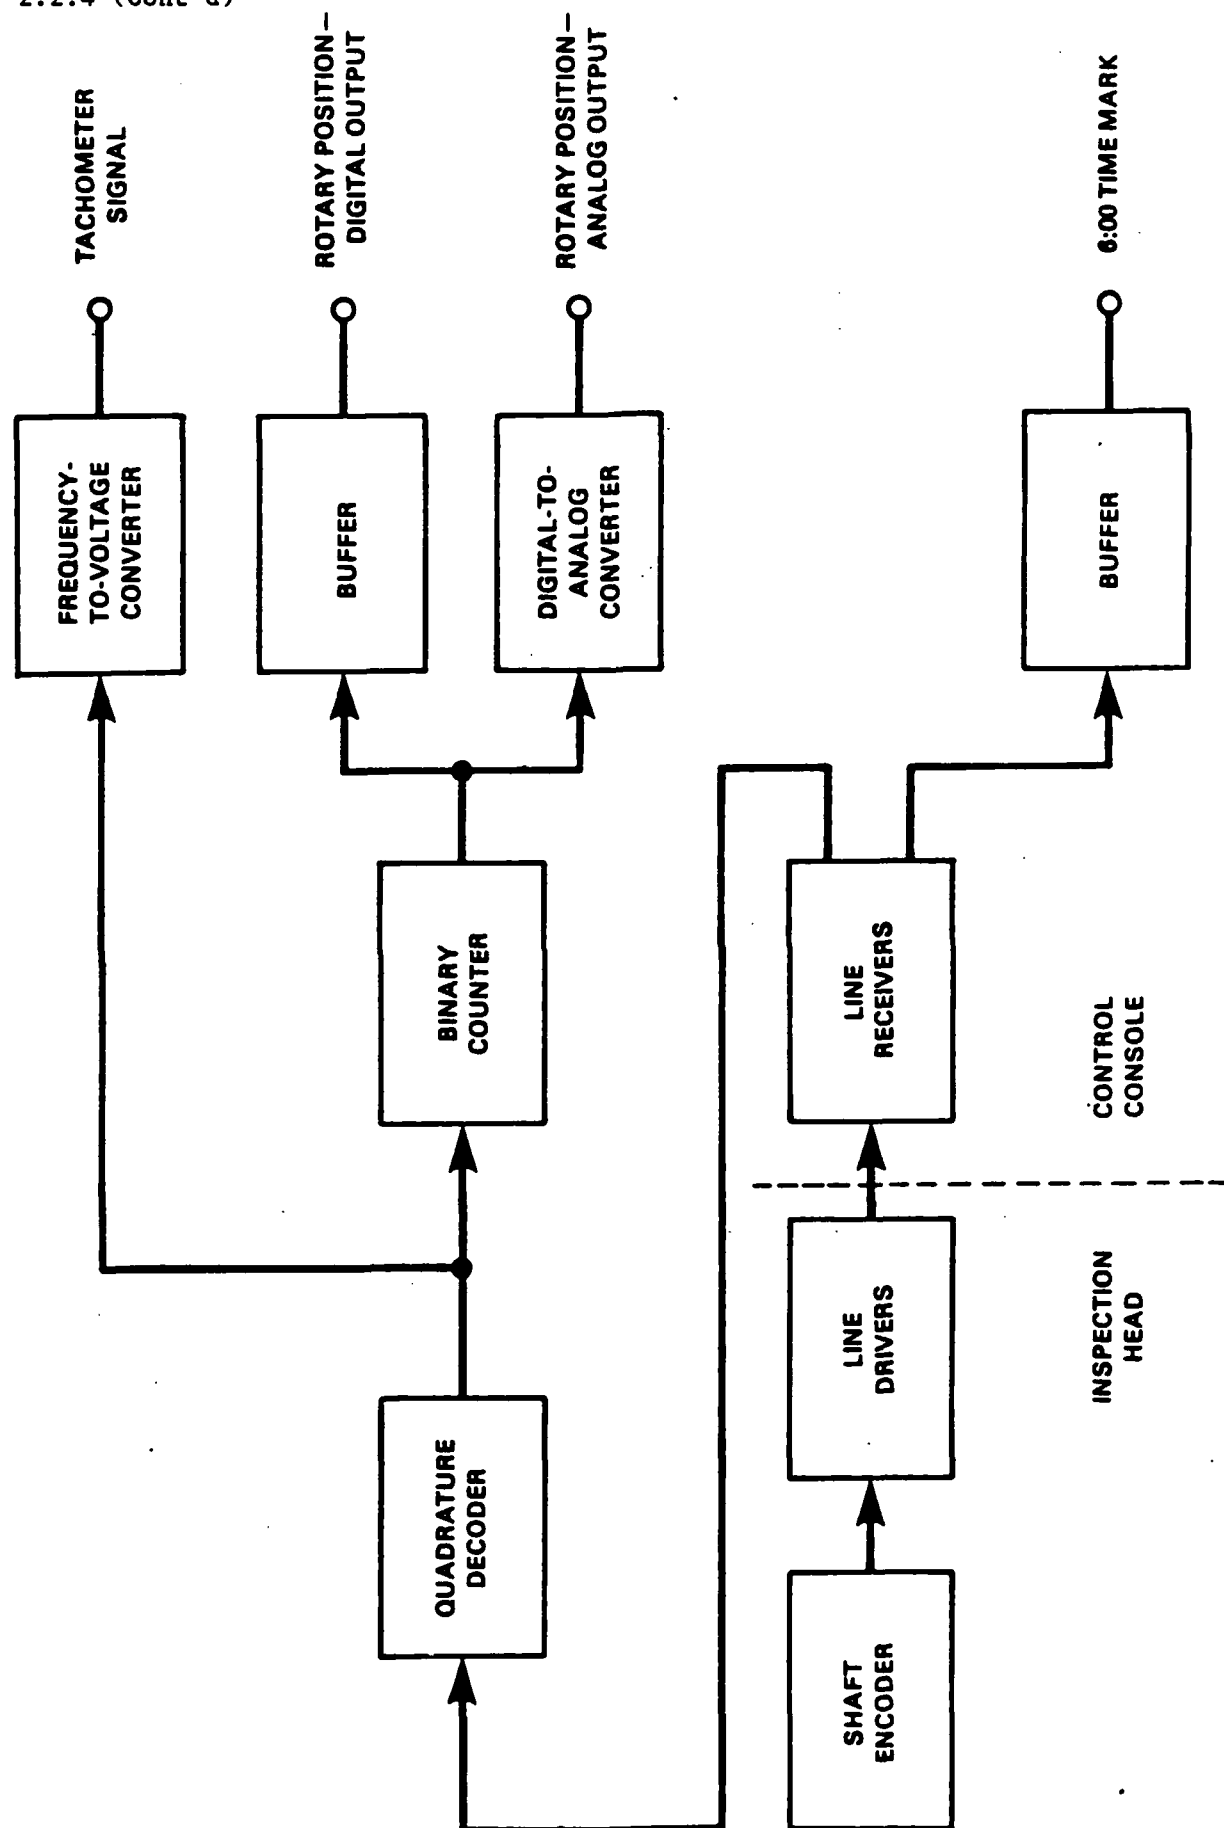 2.2.4 (Cont'd)
TACHOMETER
SIGNAL
ROTARY POSITION—
DIGITAL OUTPUT
ROTARY POSITION—
ANALOG OUTPUT
6:00 TIME MARK
FREQUENCY-
TO-VOLTAGE
CONVERTER
BUFFER
DIGITAL-TO-
ANALOG
CONVERTER
BUFFER
BINARY
COUNTER
LINE
RECEIVERS
CONTROL
CONSOLE
QUADRATURE
DECODER
LINE
DRIVERS
INSPECTION
HEAD
SHAFT
ENCODER